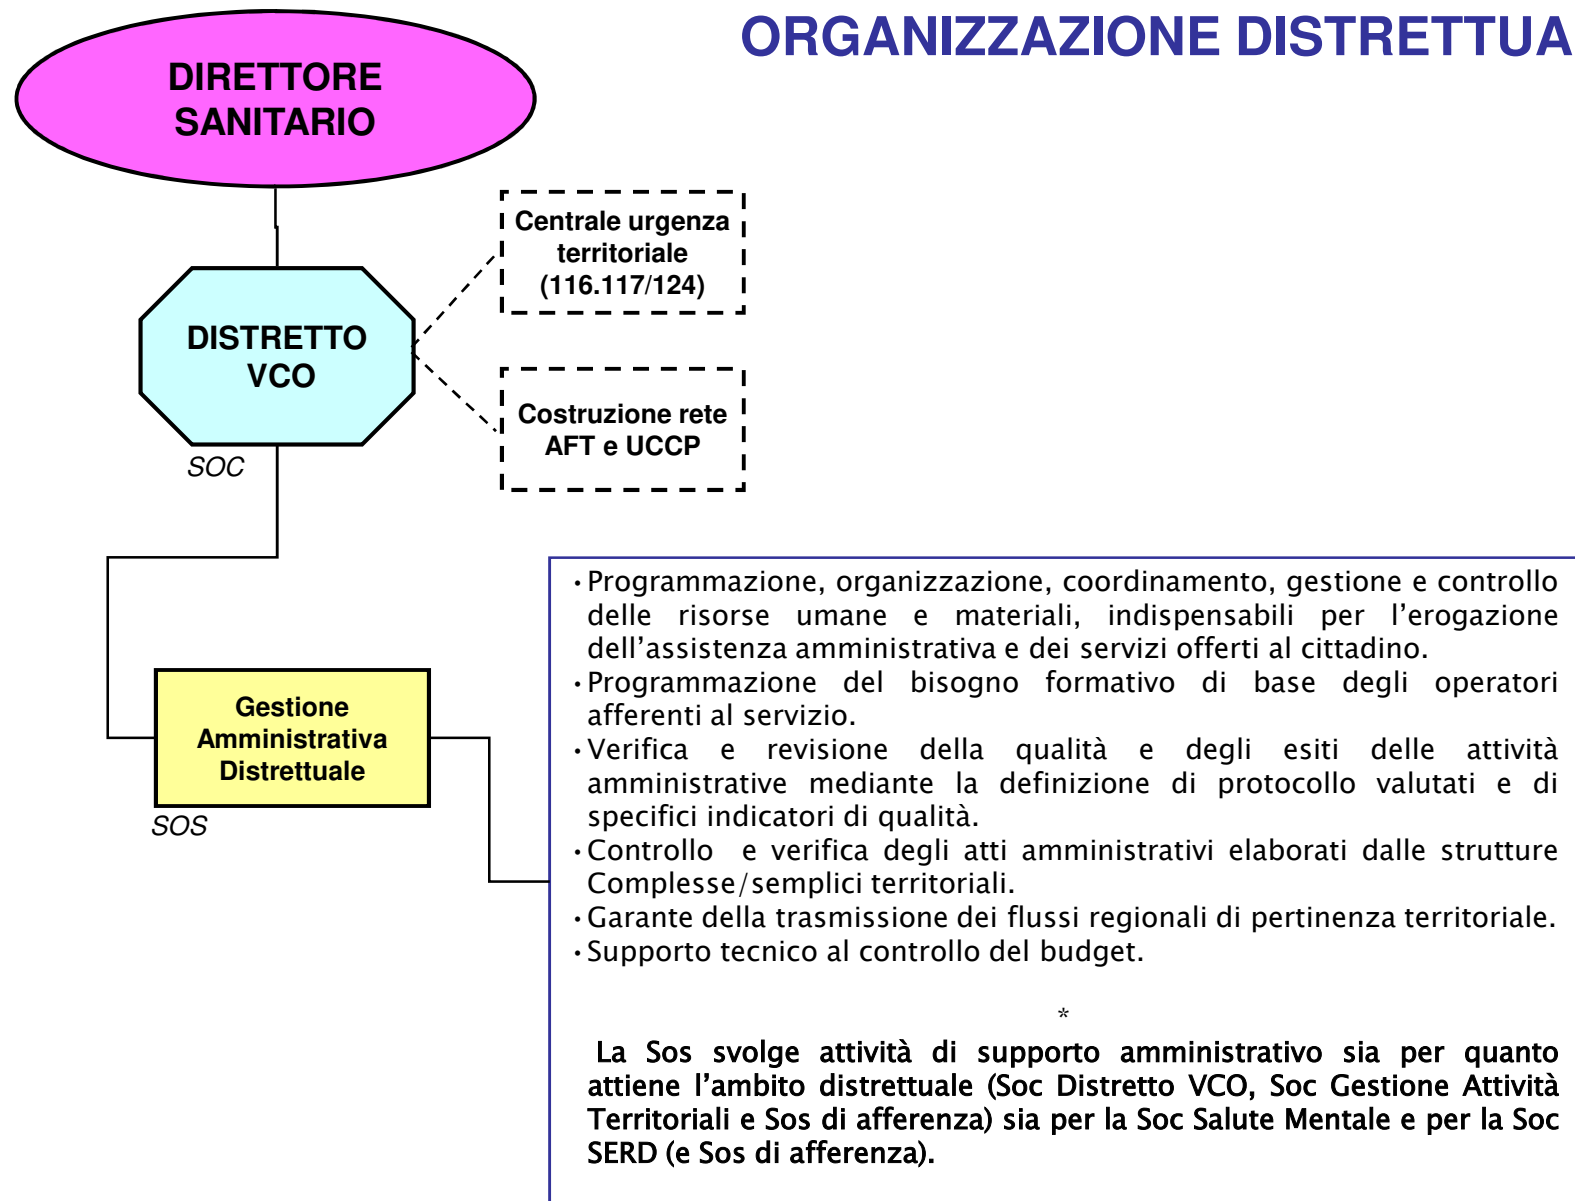 ORGANIZZAZIONE DISTRETTUA
DIRETTORE
SANITARIO
Centrale urgenza
territoriale
(116.117/124)
DISTRETTO
VCO
SOC
Costruzione rete
AFT e UCCP
Gestione
Amministrativa
Distrettuale
SOS
•Programmazione, organizzazione, coordinamento, gestione e controllo
delle risorse umane e materiali, indispensabili per l’erogazione
dell’assistenza amministrativa e dei servizi offerti al cittadino.
•Programmazione del bisogno formativo di base degli operatori
afferenti al servizio.
•Verifica e revisione della qualità e degli esiti delle attività
amministrative mediante la definizione di protocollo valutati e di
specifici indicatori di qualità.
•Controllo e verifica degli atti amministrativi elaborati dalle strutture
Complesse/semplici territoriali.
•Garante della trasmissione dei flussi regionali di pertinenza territoriale.
•Supporto tecnico al controllo del budget.
*
La Sos svolge attività di supporto amministrativo sia per quanto
attiene l’ambito distrettuale (Soc Distretto VCO, Soc Gestione Attività
Territoriali e Sos di afferenza) sia per la Soc Salute Mentale e per la Soc
SERD (e Sos di afferenza).